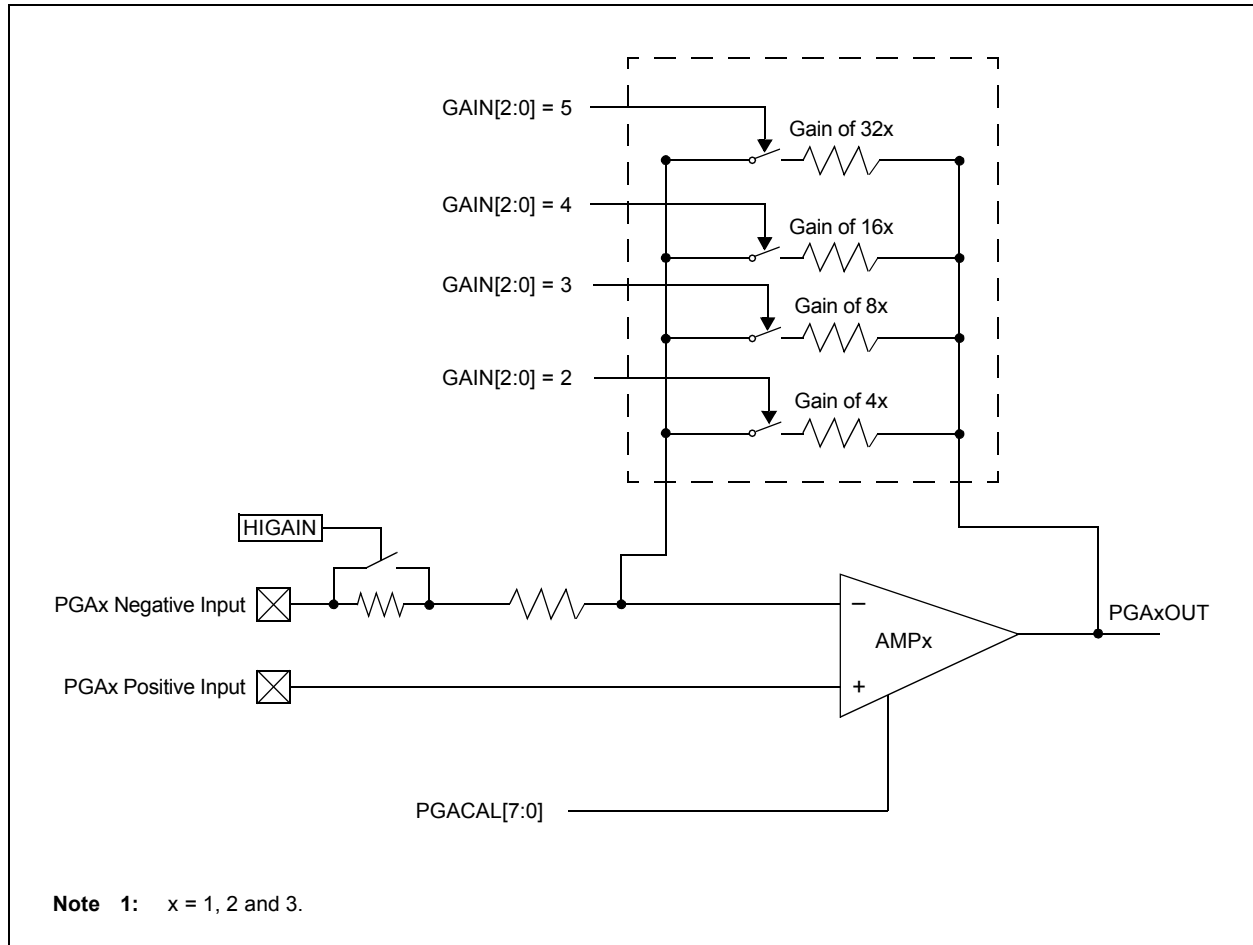 GAIN[2:0] = 5
Gain of 32x
GAIN[2:0] = 4
Gain of 16x
GAIN[2:0] = 3
Gain of 8x
GAIN[2:0] = 2
Gain of 4x
HIGAIN
PGAx Negative Input
–
PGAxOUT
AMPx
PGAx Positive Input
+
PGACAL[7:0]
Note 1: x = 1, 2 and 3.